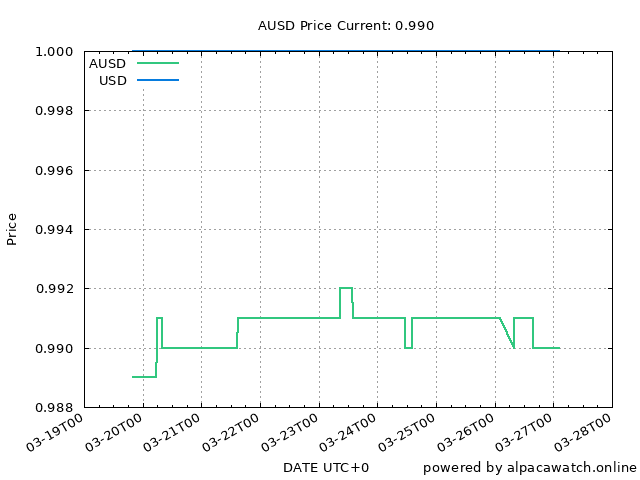 AUSD Price Current: 0.990
1.000
AUSD
USD
0.998
0.996
0.994
0.992
0.990
0.988
Price
03-19T00
03-20T00
03-21T00
03-22T00
03-23T00
03-24T00
03-25T00
03-26T00
03-27T00
03-28T00
DATE UTC+0
powered by alpacawatch.online